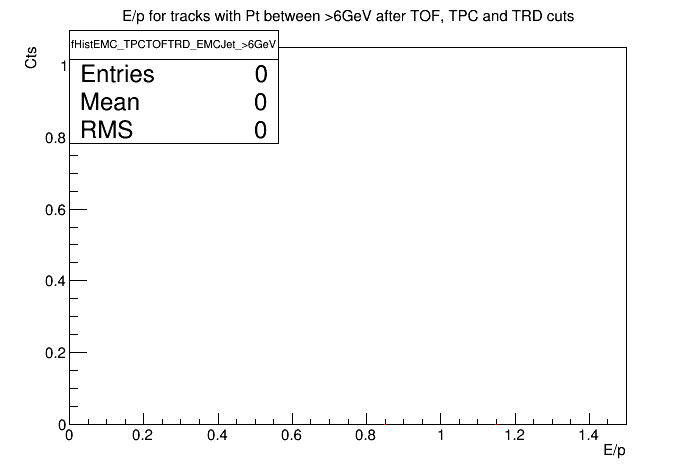 E/p for tracks with Pt between >6GeV after TOF, TPC and TRD cuts
fHistEMC_TPCTOFTRD_EMCJet_>6GeV
Entries 0
Mean 0
RMS 0
Cts
1
0.8
0.6
0.4
0.2
0
0 0.2 0.4 0.6 0.8 1 1.2 1.4
E/p